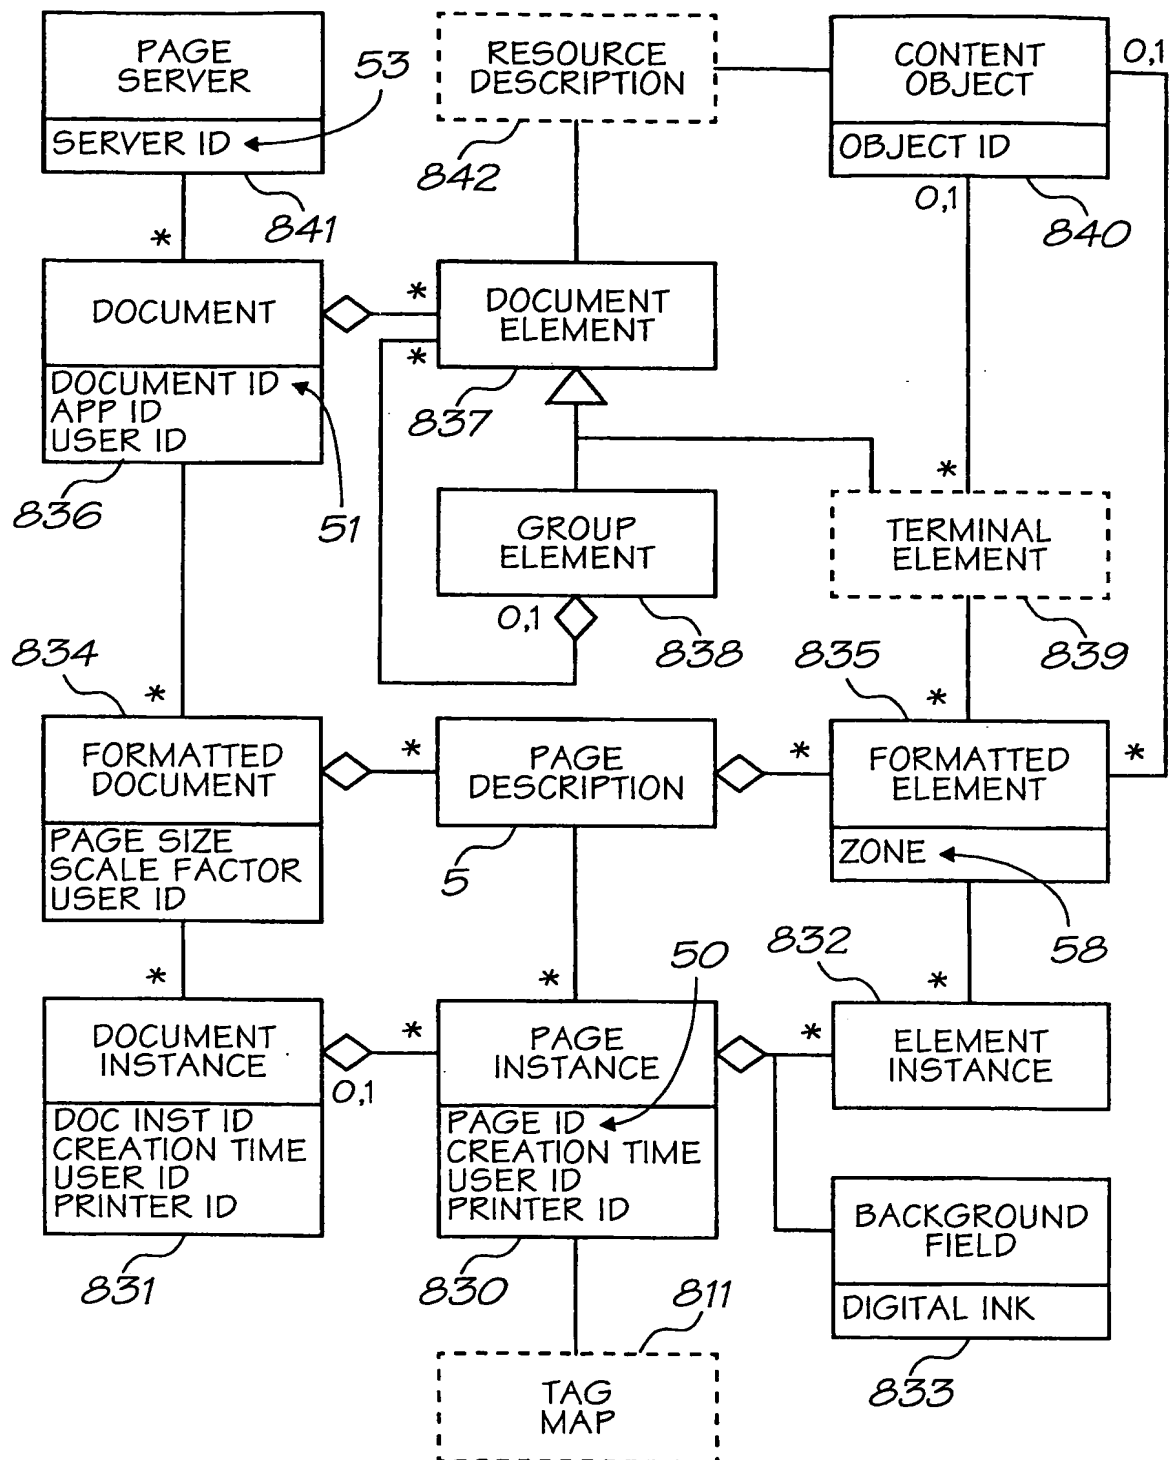 PAGE
SERVER
SERVER ID
53
841
*
RESOURCE
DESCRIPTION
842
CONTENT
OBJECT
OBJECT ID
0,1
0,1
840
DOCUMENT
DOCUMENT ID
APP ID
USER ID
836
51
*
*
DOCUMENT
ELEMENT
837
GROUP
ELEMENT
0,1
838
*
TERMINAL
ELEMENT
839
834
*
FORMATTED
DOCUMENT
PAGE SIZE
SCALE FACTOR
USER ID
*
PAGE
DESCRIPTION
5
835
*
*
*
FORMATTED
ELEMENT
ZONE
58
*
DOCUMENT
INSTANCE
0,1
DOC INST ID
CREATION TIME
USER ID
PRINTER ID
831
*
*
50
PAGE
INSTANCE
PAGE ID
CREATION TIME
USER ID
PRINTER ID
830
832
*
*
ELEMENT
INSTANCE
BACKGROUND
FIELD
DIGITAL INK
833
811
TAG
MAP